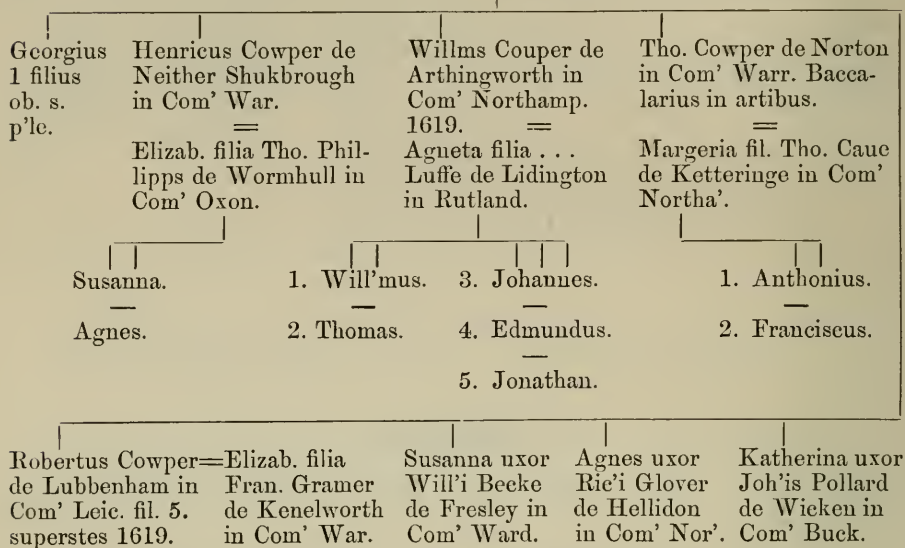 Georgius
1 filius
ob. s.
p'le.
Henricus Cowper de
Neither Shukbrough
in Com' War.
=
Elizab. filia Tho. Phil-
lipps de Wormhull in
Com' Oxon.
Willms Couper de
Arthingworth in
Com' Northamp.
1619. =
Agneta filia . . .
Luffe de Lidington
in Rutland.
Tho. Cowper de Norton
in Com' Warr. Bacca-
larius in artibus.
=
Margeria fil. Tho. Caue
de Ketteringe in Com'
Northa'.
Susanna.
—
Agnes.
1. Will'mus.
—
2. Thomas.
3. Johannes.
—
4. Edmundus.
—
5. Jonathan.
1. Anthonius.
—
2. Franciscus.
Robertus Cowper=
de Lubbenham in
Com' Leic. fil. 5.
superstes 1619.
Elizab. filia
Fran. Gramer
de Kenelworth
in Com' War.
Susanna uxor
Will'i Becke
de Fresley in
Com' Ward.
Agnes uxor
Ric'i Glover
de Hellidon
in Com' Nor'.
Katherina uxor
Joh'is Pollard
de Wicken in
Com' Buck.